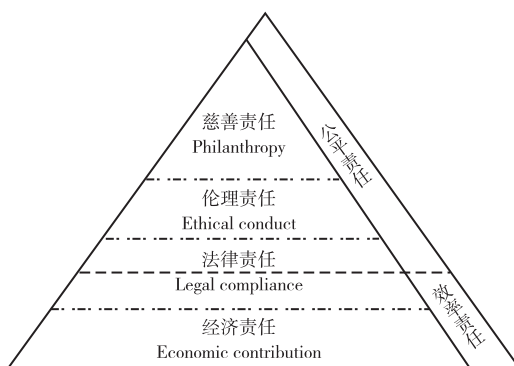 慈善责任
Philanthropy
伦理责任
Ethical conduct
法律责任
Legal compliance
经济责任
Economic contribution
公平责任
效率责任